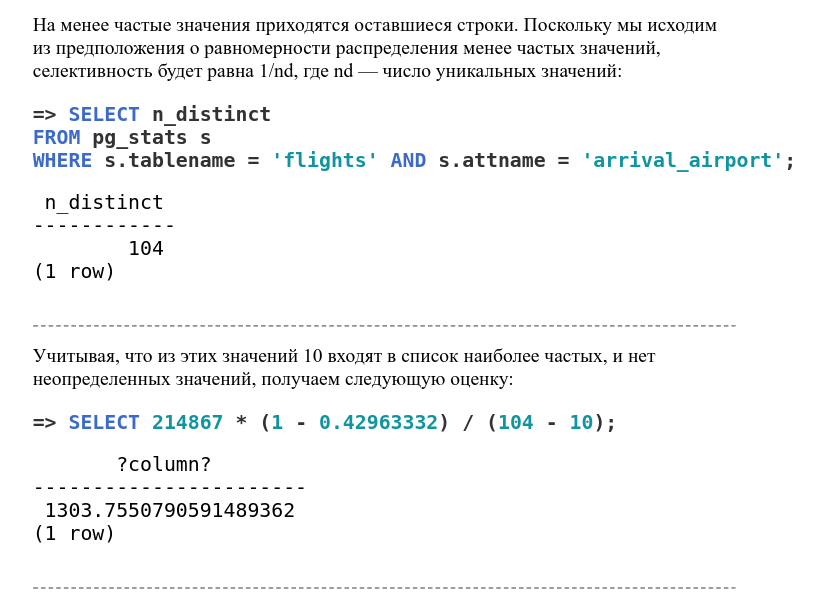 На менее частые значения приходятся оставшиеся строки. Поскольку мы исходим
из предположения о равномерности распределения менее частых значений,
селективность будет равна 1/nd, где nd — число уникальных значений:
=> SELECT n_distinct
FROM pg_stats s
WHERE s.tablename = 'flights' AND s.attname = 'arrival_airport';
n_distinct
------------
104
(1 row)
Учитывая, что из этих значений 10 входят в список наиболее частых, и нет
неопределенных значений, получаем следующую оценку:
=> SELECT 214867 * (1 - 0.42963332) / (104 - 10);
?column?
-----------------------
1303.7550790591489362
(1 row)